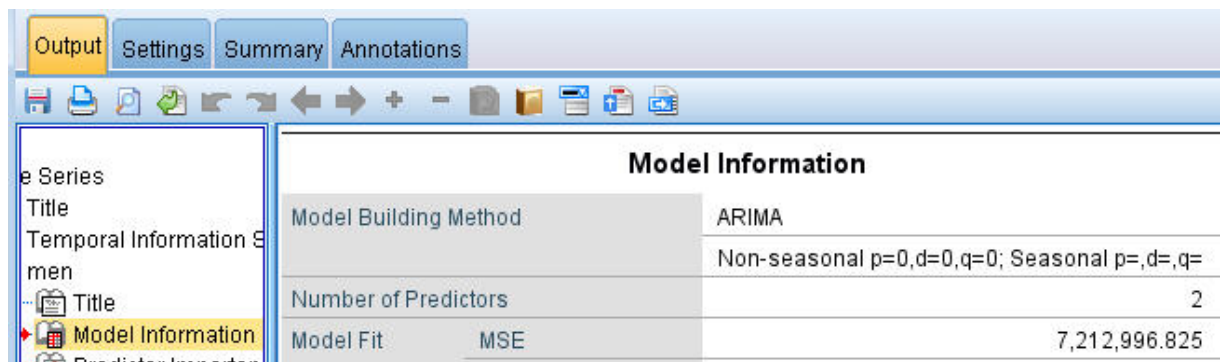 Output Settings Summary Annotations
Model Information
e Series
Title
Temporal Information S
men
Title
Model Information
Model Building Method ARIMA
Non-seasonal p=0,d=0,q=0; Seasonal p=,d=,q=
Number of Predictors 2
Model Fit MSE 7,212,996.825